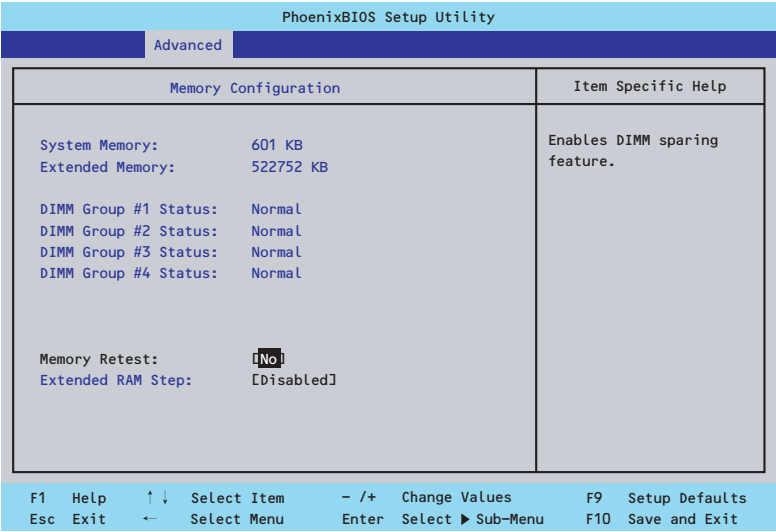 PhoenixBIOS Setup Utility
Advanced
Memory Configuration
Item Specific Help
System Memory: 601 KB
Extended Memory: 522752 KB
DIMM Group #1 Status: Normal
DIMM Group #2 Status: Normal
DIMM Group #3 Status: Normal
DIMM Group #4 Status: Normal
Memory Retest: [No]
Extended RAM Step: [Disabled]
Enables DIMM sparing
feature.
F1 Help ↑↓ Select Item - /+ Change Values F9 Setup Defaults
Esc Exit ← Select Menu Enter Select ▶ Sub-Menu F10 Save and Exit